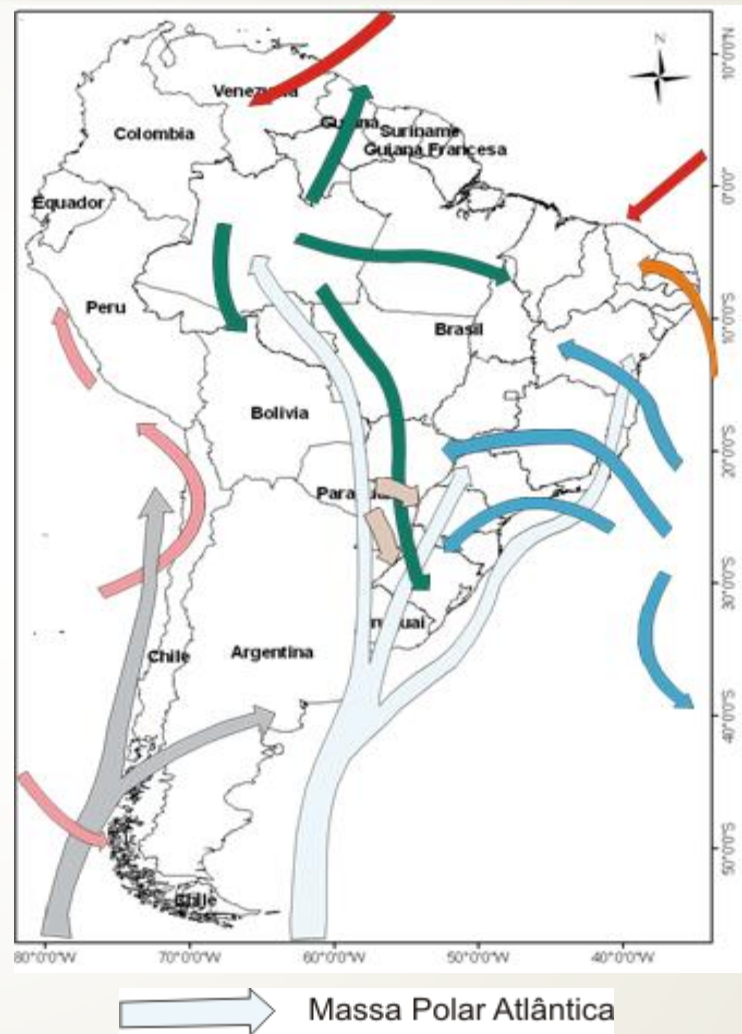 N
10°0'0"N
Venezuela
Guiana
Suriname
Colombia
Guiana Francesa
0°0'0"
Equador
Peru
Brasil
10°0'0"S
Bolivia
20°0'0"S
30°0'0"S
Chile
Argentina
40°0'0"S
50°0'0"S
Chile
80°0'0"W 70°0'0"W 60°0'0"W 50°0'0"W 40°0'0"W
Massa Polar Atlântica